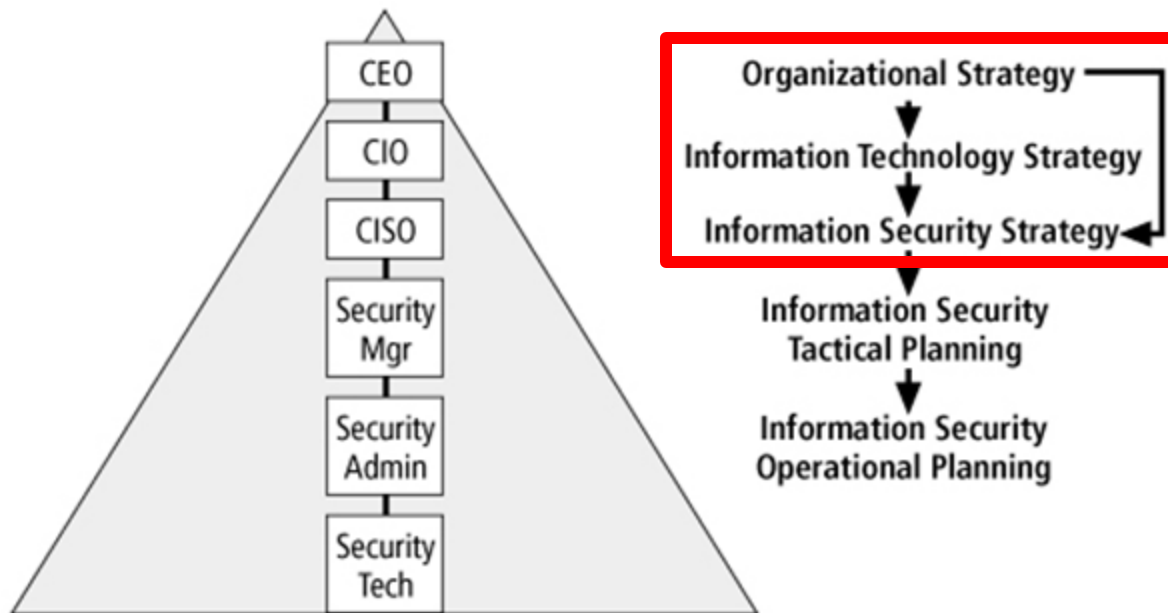 CEO
CIO
CISO
Security
Mgr
Security
Admin
Security
Tech
Organizational Strategy
Information Technology Strategy
Information Security Strategy
Information Security
Tactical Planning
Information Security
Operational Planning